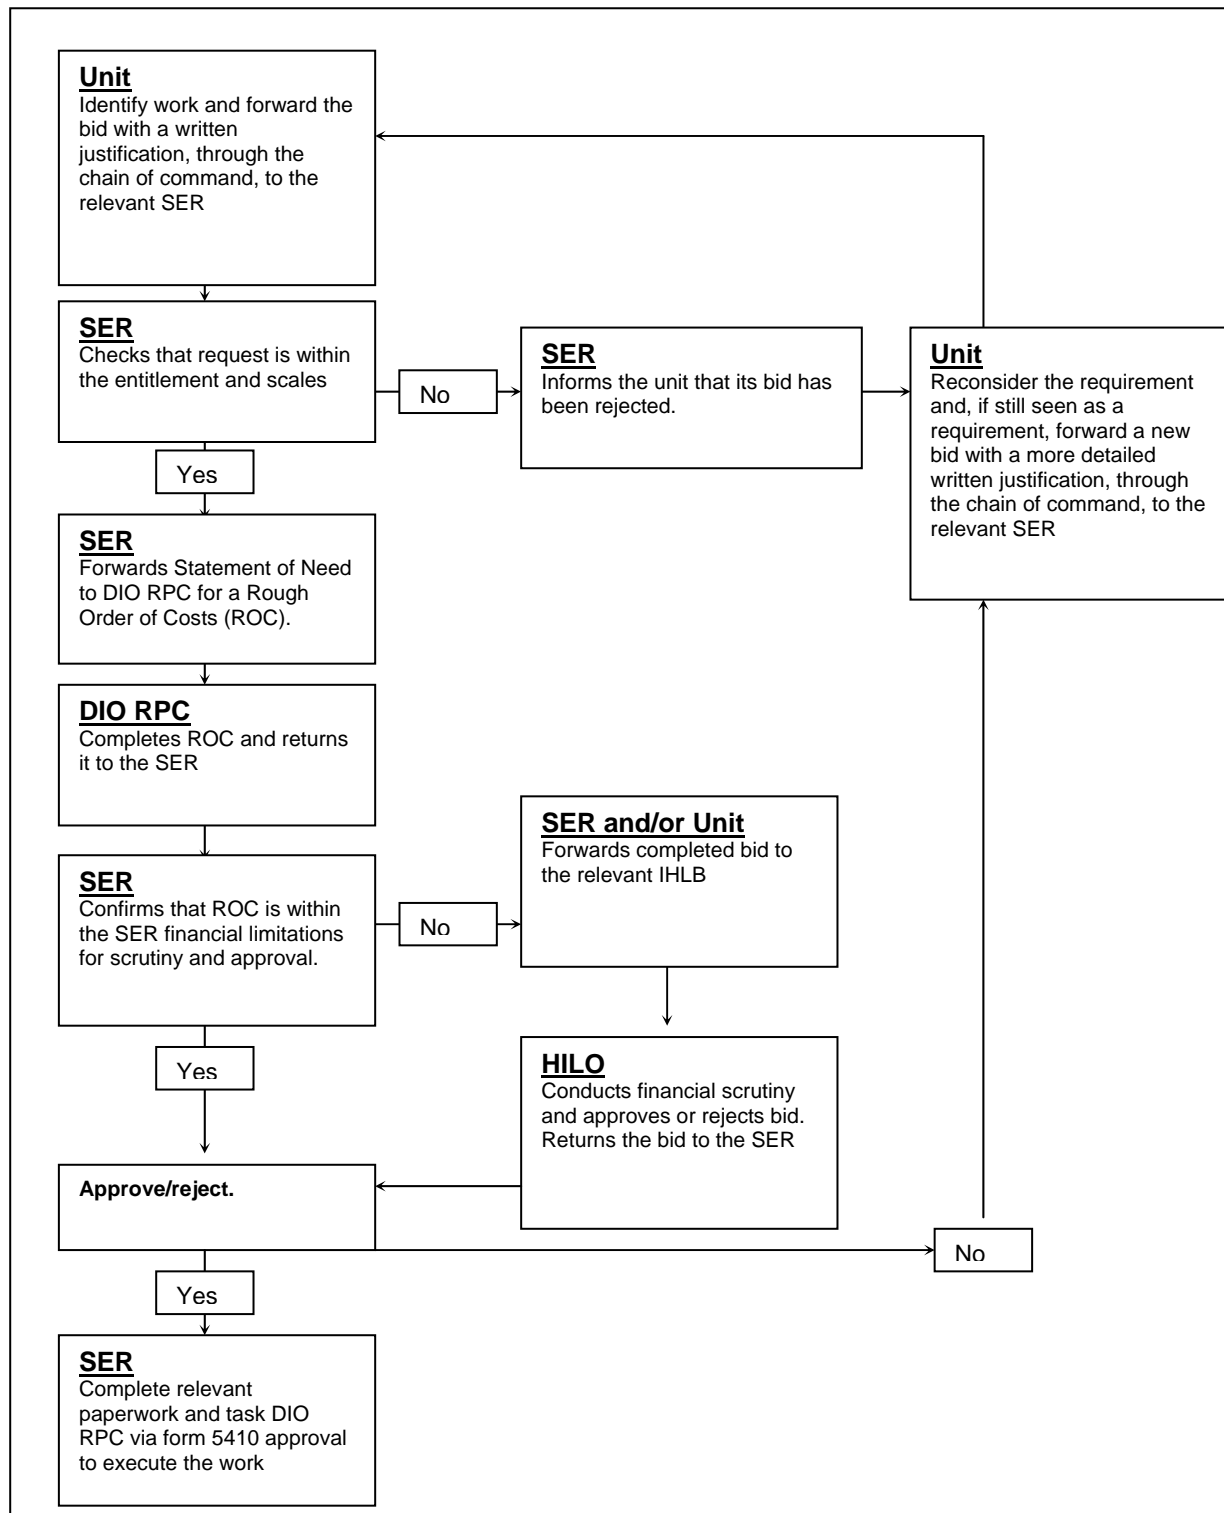 Unit
Identify work and forward the
bid with a written
justification, through the
chain of command, to the
relevant SER
SER
Checks that request is within
the entitlement and scales
No
SER
Informs the unit that its bid has
been rejected.
Unit
Reconsider the requirement
and, if still seen as a
requirement, forward a new
bid with a more detailed
written justification, through
the chain of command, to the
relevant SER
Yes
SER
Forwards Statement of Need
to DIO RPC for a Rough
Order of Costs (ROC).
DIO RPC
Completes ROC and returns
it to the SER
SER
Confirms that ROC is within
the SER financial limitations
for scrutiny and approval.
No
SER and/or Unit
Forwards completed bid to
the relevant IHLB
Yes
HILO
Conducts financial scrutiny
and approves or rejects bid.
Returns the bid to the SER
Approve/reject.
No
Yes
SER
Complete relevant
paperwork and task DIO
RPC via form 5410 approval
to execute the work